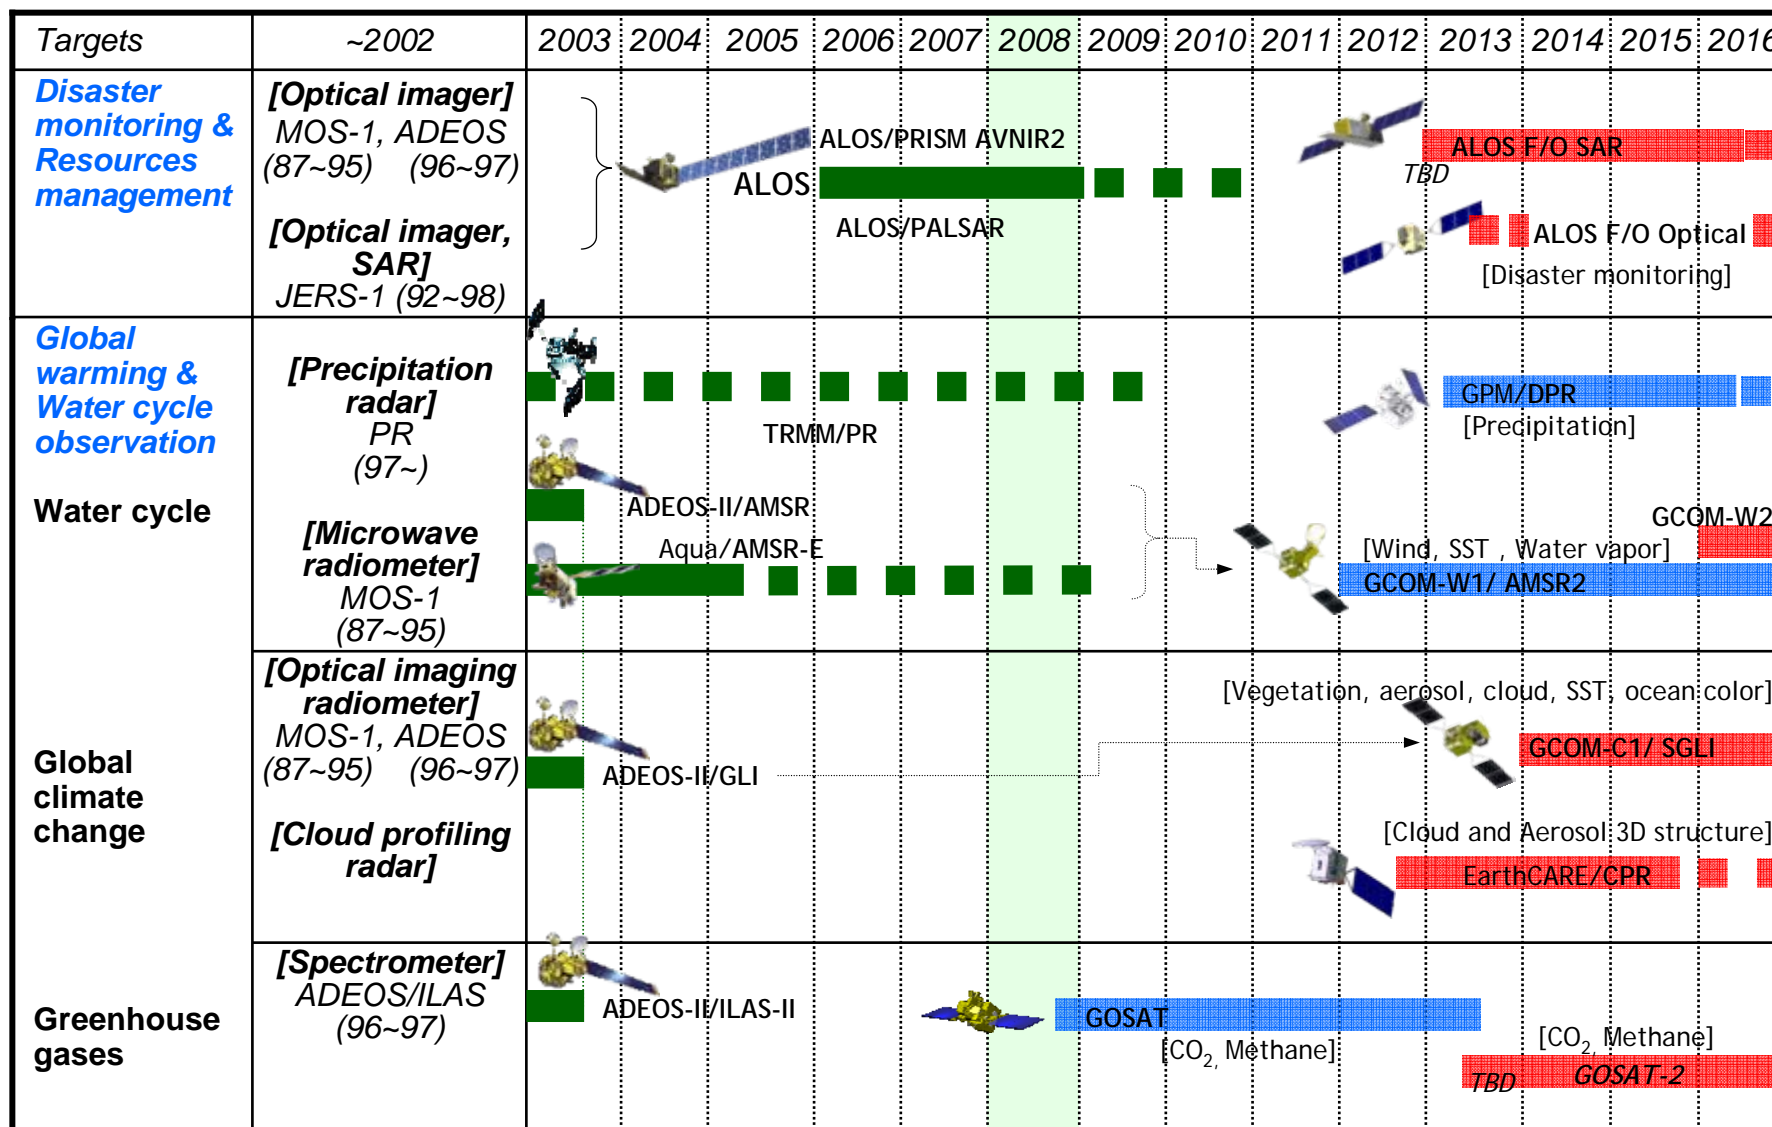 Targets
~2002
2003 2004 2005 2006 2007 2008 2009 2010 2011 2012 2013 2014 2015 2016
Disaster
monitoring &
Resources
management
[Optical imager]
MOS-1, ADEOS
(87~95) (96~97)
[Optical imager,
SAR]
JERS-1 (92~98)
ALOS/PRISM AVNIR2
ALOS
ALOS/PALSAR
ALOS F/O SAR
TBD
ALOS F/O Optical
[Disaster monitoring]
Global
warming &
Water cycle
observation
Water cycle
[Precipitation
radar]
PR
(97~)
[Microwave
radiometer]
MOS-1
(87~95)
TRMM/PR
GPM/DPR
[Precipitation]
ADEOS-II/AMSR
Aqua/AMSR-E
GCOM-W2
[Wind, SST , Water vapor]
GCOM-W1/ AMSR2
Global
climate
change
[Optical imaging
radiometer]
MOS-1, ADEOS
(87~95) (96~97)
[Cloud profiling
radar]
ADEOS-II/GLI
[Vegetation, aerosol, cloud, SST, ocean color]
GCOM-C1/ SGLI
[Cloud and Aerosol 3D structure]
EarthCARE/CPR
Greenhouse
gases
[Spectrometer]
ADEOS/ILAS
(96~97)
ADEOS-II/ILAS-II
GOSAT
[CO2, Methane]
[CO2, Methane]
TBD GOSAT-2